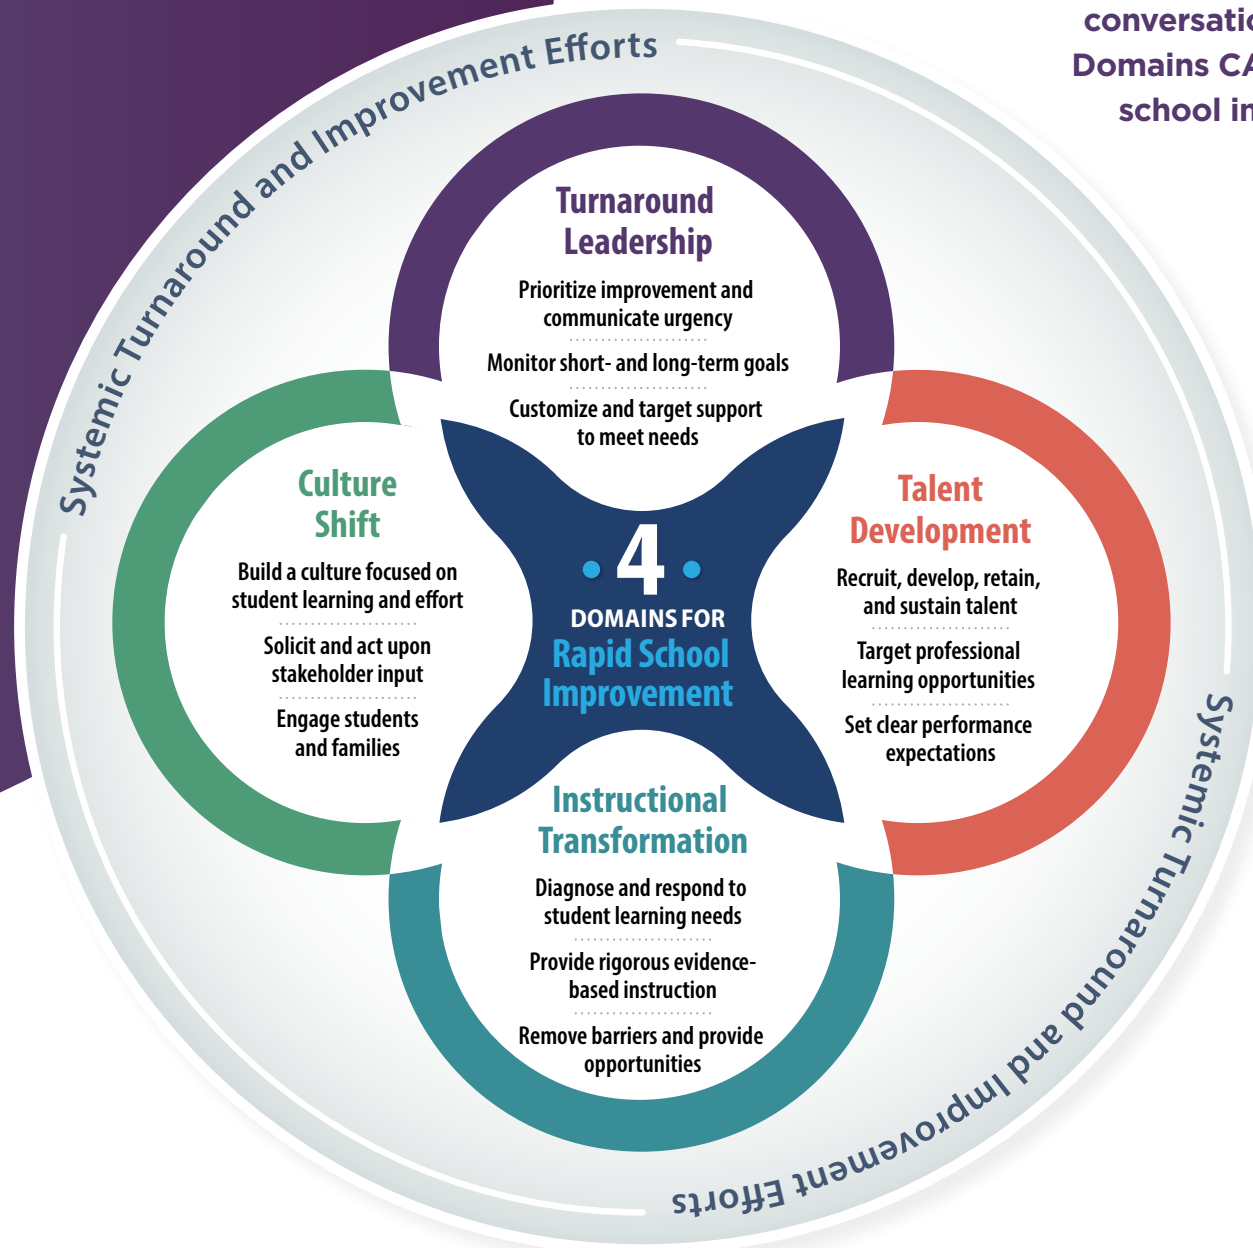 conversatio
Domains CA
school in
Systemic Turnaround and Improvement Efforts
Turnaround
Leadership
Prioritize improvement and
communicate urgency
Monitor short- and long-term goals
Customize and target support
to meet needs
Culture
Shift
Build a culture focused on
student learning and effort
Solicit and act upon
stakeholder input
Engage students
and families
4
DOMAINS FOR
Rapid School
Improvement
Talent
Development
Recruit, develop, retain,
and sustain talent
Target professional
learning opportunities
Set clear performance
expectations
Instructional
Transformation
Diagnose and respond to
student learning needs
Provide rigorous evidence-
based instruction
Remove barriers and provide
opportunities
Systemic Turnaround and Improvement Efforts